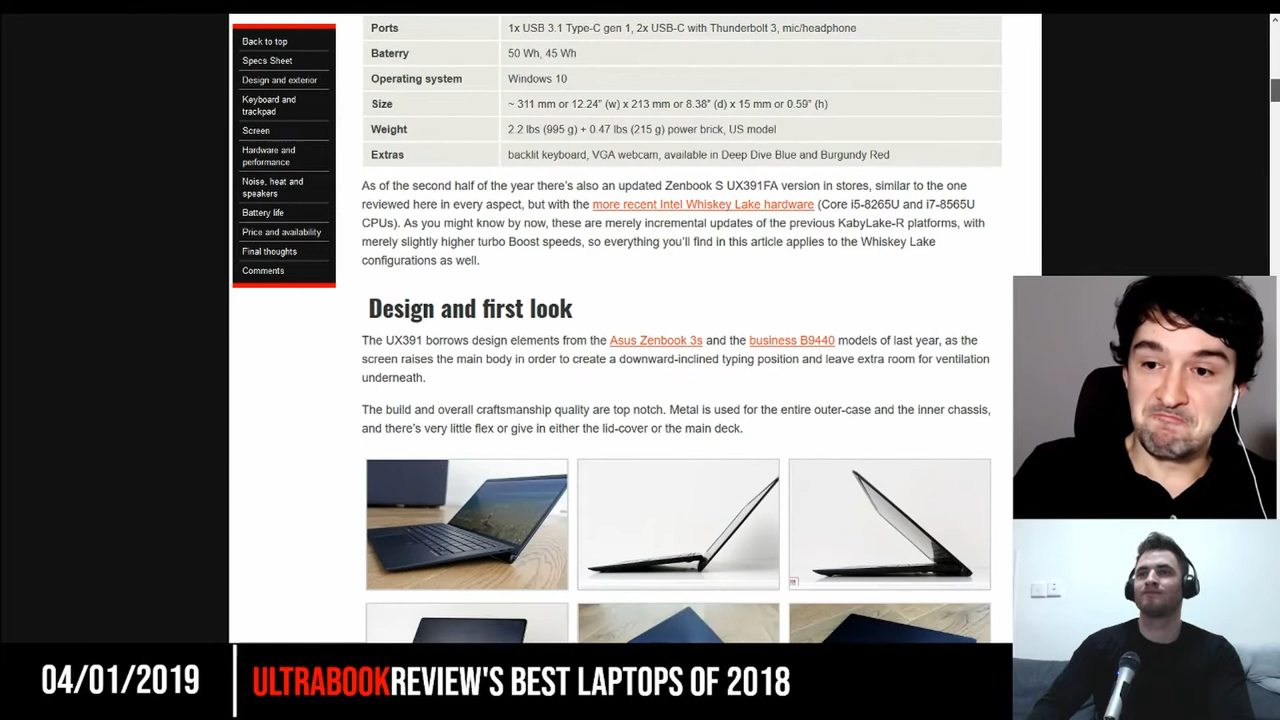 Back to top
Specs Sheet
Design and exterior
Keyboard and
trackpad
Screen
Hardware and
performance
Noise, heat and
speakers
Battery life
Price and availability
Final thoughts
Comments
Ports 1x USB 3.1 Type-C gen 1, 2x USB-C with Thunderbolt 3, mic/headphone
Baterry 50 Wh, 45 Wh
Operating system Windows 10
Size ~ 311 mm or 12.24” (w) x 213 mm or 8.38” (d) x 15 mm or 0.59” (h)
Weight 2.2 lbs (995 g) + 0.47 lbs (215 g) power brick, US model
Extras backlit keyboard, VGA webcam, available in Deep Dive Blue and Burgundy Red
As of the second half of the year there’s also an updated Zenbook S UX391FA version in stores, similar to the one
reviewed here in every aspect, but with the more recent Intel Whiskey Lake hardware (Core i5-8265U and i7-8565U
CPUs). As you might know by now, these are merely incremental updates of the previous KabyLake-R platforms, with
merely slightly higher turbo Boost speeds, so everything you’ll find in this article applies to the Whiskey Lake
configurations as well.
Design and first look
The UX391 borrows design elements from the Asus Zenbook 3s and the business B9440 models of last year, as the
screen raises the main body in order to create a downward-inclined typing position and leave extra room for ventilation
underneath.
The build and overall craftsmanship quality are top notch. Metal is used for the entire outer-case and the inner chassis,
and there’s very little flex or give in either the lid-cover or the main deck.
04/01/2019 ULTRABOOKREVIEW'S BEST LAPTOPS OF 2018